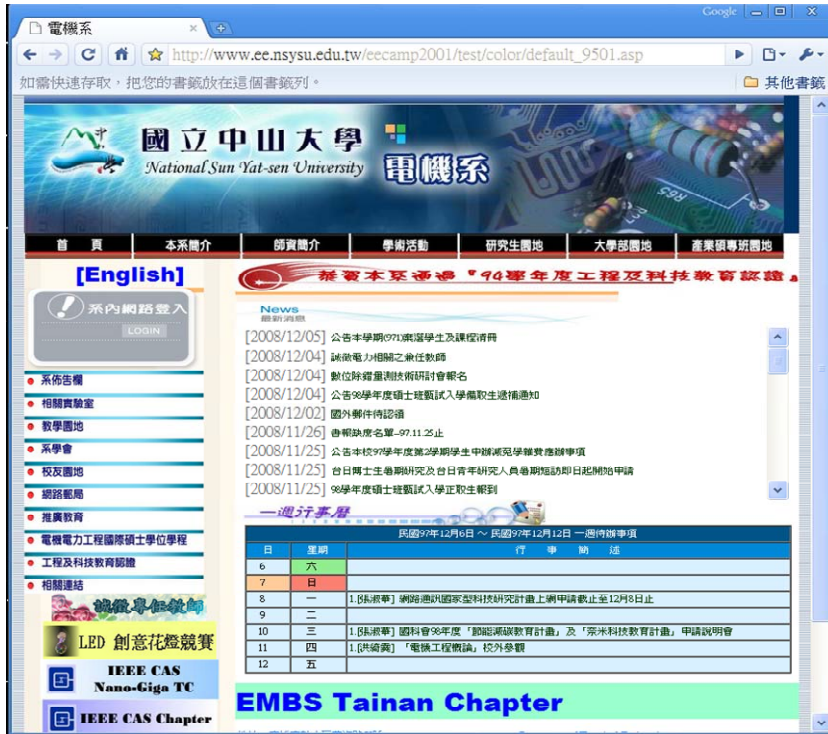 Google
電機系
http://www.ee.nsysu.edu.tw/eecamp2001/test/color/default_9501.asp
如需快速存取，把您的書籤放在這個書籤列。
其他書籤
國立中山大學
National Sun Yat-sen University
電機系
R65
S84
首 頁 本系簡介 師資簡介 學術活動 研究生園地 大學部園地 產業碩專班園地
[English]
恭賀本系通過『94學年度工程及科技教育認證』
系內網路登入
LOGIN
News
最新消息
[2008/12/05] 公告本學期(971)棄選學生及課程清冊
[2008/12/04] 誠徵電力相關之兼任教師
[2008/12/04] 數位除錯量測技術研討會報名
[2008/12/04] 公告98學年度碩士班甄試入學備取生遞補通知
[2008/12/02] 國外郵件待認領
[2008/11/26] 書報缺席名單--97.11.25止
[2008/11/25] 公告本校97學年度第2學期學生申辦減免學雜費應辦事項
[2008/11/25] 台日博士生暑期研究及台日青年研究人員暑期短訪即日起開始申請
[2008/11/25] 98學年度碩士班甄試入學正取生報到
系佈告欄
相關實驗室
教學園地
系學會
校友園地
網路郵局
推廣教育
電機電力工程國際碩士學位學程
工程及科技教育認證
相關連結
誠徵專任教師
LED 創意花燈競賽
IEEE CAS
Nano-Giga TC
IEEE CAS Chapter
一週行事曆
民國97年12月6日 ～ 民國97年12月12日 一週待辦事項
日 星期 行 事 簡 述
6 六
7 日
8 一 1.[張淑華] 網路通訊國家型科技研究計畫上網申請截止至12月8日止
9 二
10 三 1.[張淑華] 國科會98年度「節能減碳教育計畫」及「奈米科技教育計畫」申請說明會
11 四 1.[洪綺霞] 「電機工程概論」校外參觀
12 五
EMBS Tainan Chapter